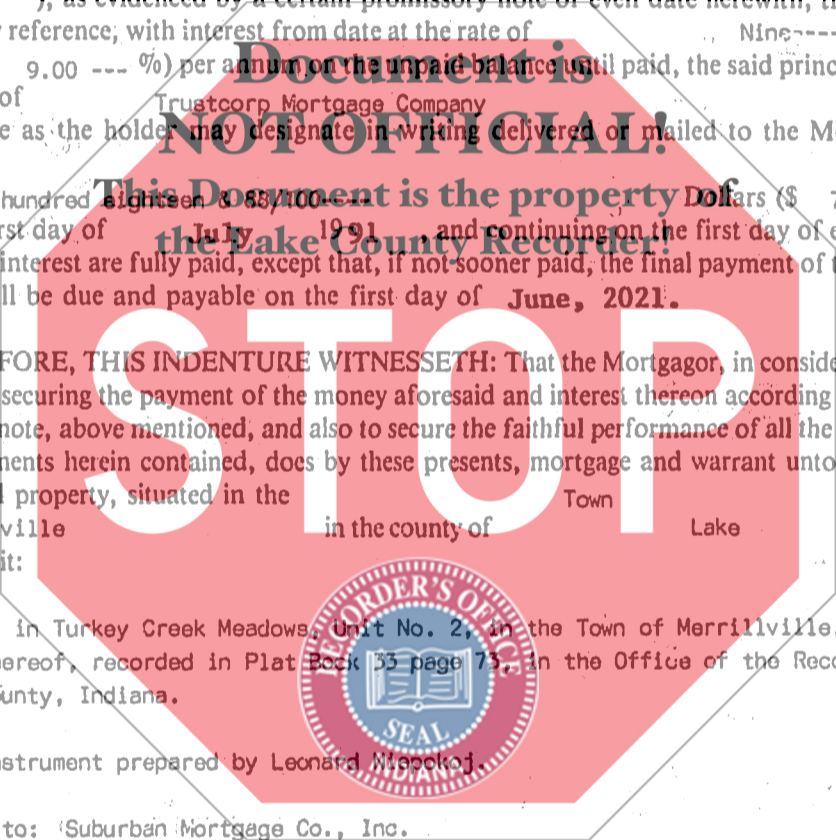 ), as evidenced by a certain promissory note of even date herewith, t
reference; with interest from date at the rate of , Nine----
9.00 --- %) per annum on the unpaid balance until paid, the said princ
Document is
of Trustcorp Mortgage Company
e as the holder may designate in writing delivered or mailed to the M
NOT OFFICIAL!
hundred eighteen & 83/100----- Dollars ($ 7
This Document is the property of
rst day of July 1991 , and continuing on the first day of e
the Lake County Recorder!
interest are fully paid, except that, if not sooner paid, the final payment of t
ll be due and payable on the first day of June, 2021.
STOP
FORE, THIS INDENTURE WITNESSETH: That the Mortgagor, in conside
securing the payment of the money aforesaid and interest thereon according
note, above mentioned, and also to secure the faithful performance of all the
ments herein contained, does by these presents, mortgage and warrant unto
l property, situated in the Town
ville in the county of Lake
it:
in Turkey Creek Meadows, Unit No. 2, in the Town of Merrillville,
ereof, recorded in Plat Book 33 page 73, in the Office of the Reco
unty, Indiana.
RECORDER'S OFFICE
SEAL
INDIANA
strument prepared by Leonard Niepokoj.
to: Suburban Mortgage Co., Inc.